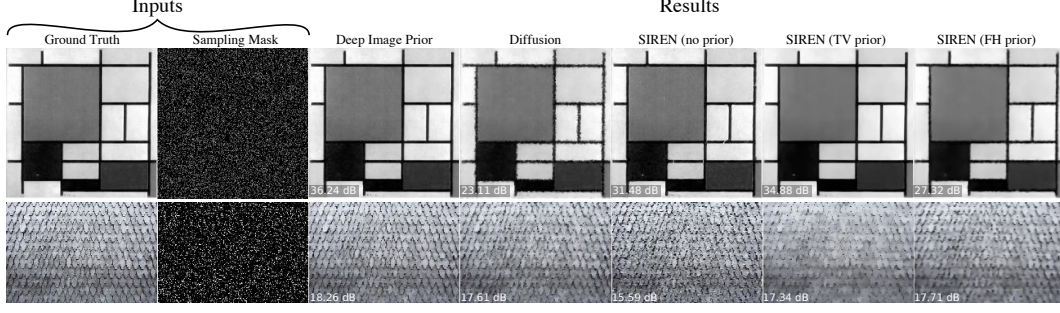 Inputs
Results
Ground Truth
Sampling Mask
Deep Image Prior
Diffusion
SIREN (no prior)
SIREN (TV prior)
SIREN (FH prior)
36.24 dB
23.11 dB
31.48 dB
34.88 dB
27.32 dB
18.26 dB
17.61 dB
15.59 dB
17.34 dB
17.71 dB